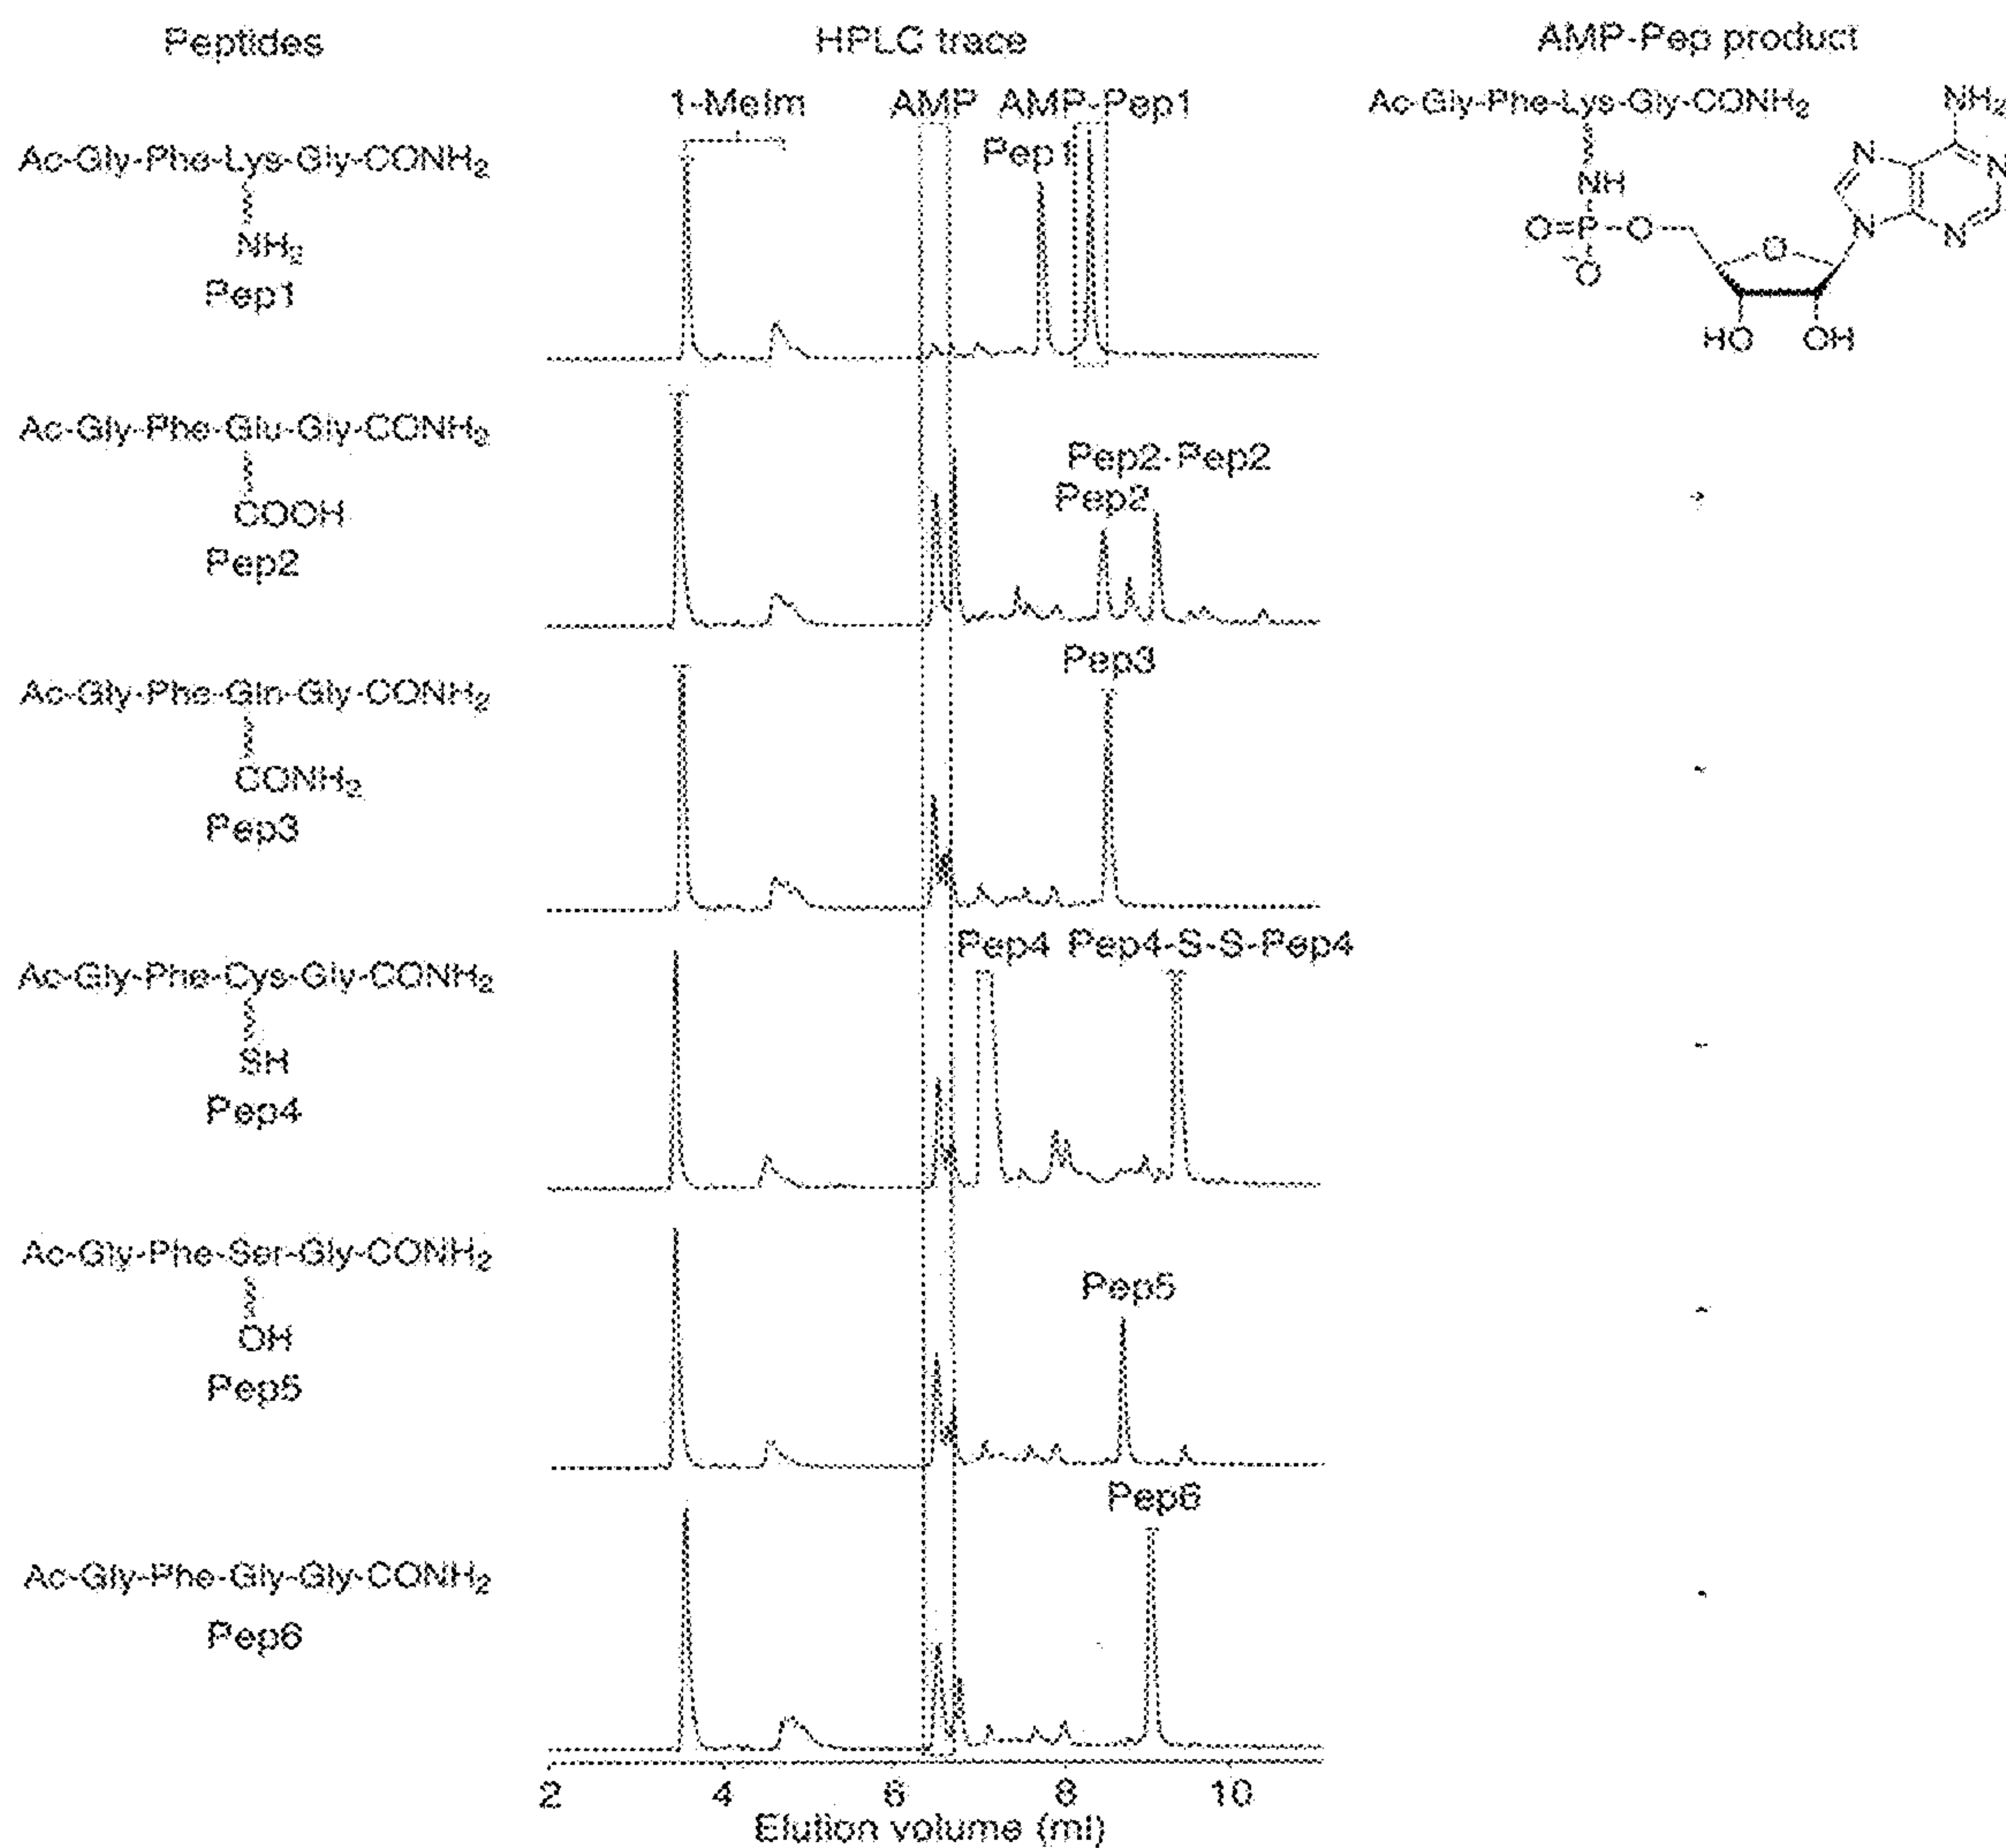 Peptides HPLC trace AMP-Pep product
1-MeIm AMP AMP-Pep1
Pep1
Ac-Gly-Phe-Lys-Gly-CONH2
NH2
Pep1
Ac-Gly-Phe-Lys-Gly-CONH2
NH2
N
N
NH
O=P-O
N
N
O
-O
HO OH
Ac-Gly-Phe-Glu-Gly-CONH2
COOH
Pep2
Pep2-Pep2
Pep2
?
Ac-Gly-Phe-Gln-Gly-CONH2
CONH2
Pep3
Pep3
-
Ac-Gly-Phe-Cys-Gly-CONH2
SH
Pep4
Pep4 Pep4-S-S-Pep4
-
Ac-Gly-Phe-Ser-Gly-CONH2
OH
Pep5
Pep5
-
Ac-Gly-Phe-Gly-Gly-CONH2
Pep6
Pep6
-
2 4 6 8 10
Elution volume (ml)